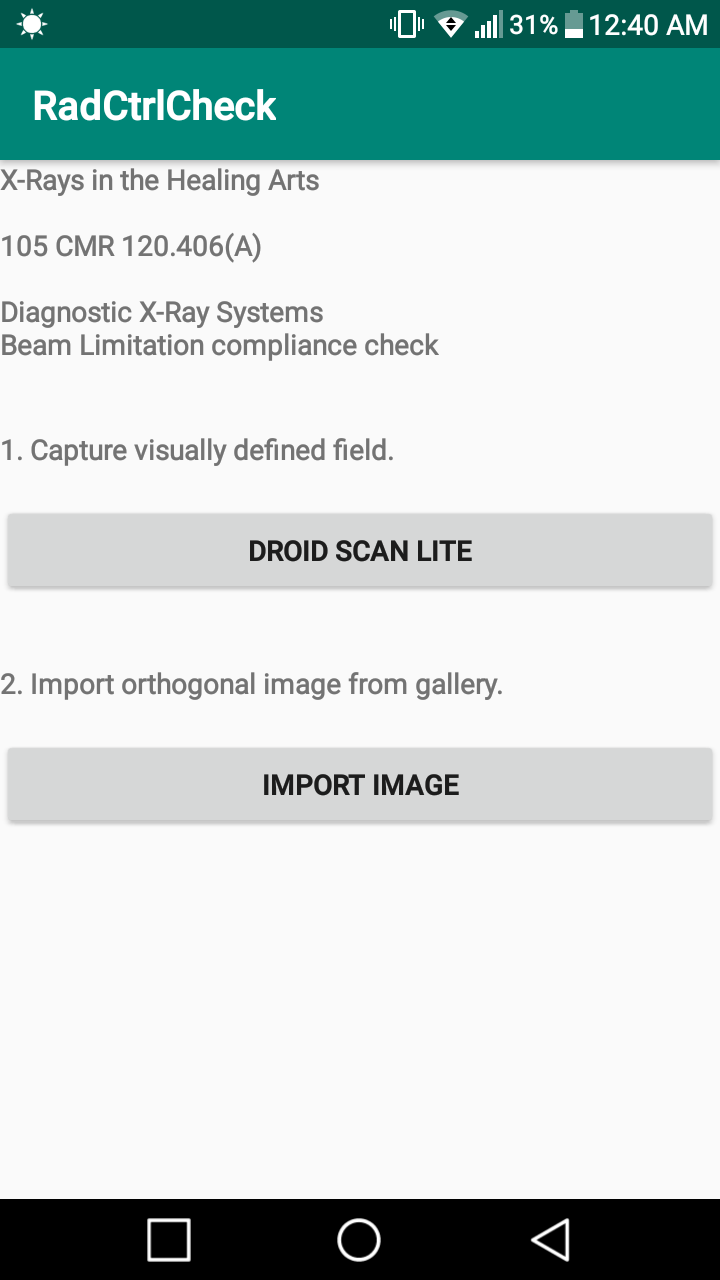 31% 12:40 AM
RadCtrlCheck
X-Rays in the Healing Arts
105 CMR 120.406(A)
Diagnostic X-Ray Systems
Beam Limitation compliance check
1. Capture visually defined field.
DROID SCAN LITE
2. Import orthogonal image from gallery.
IMPORT IMAGE